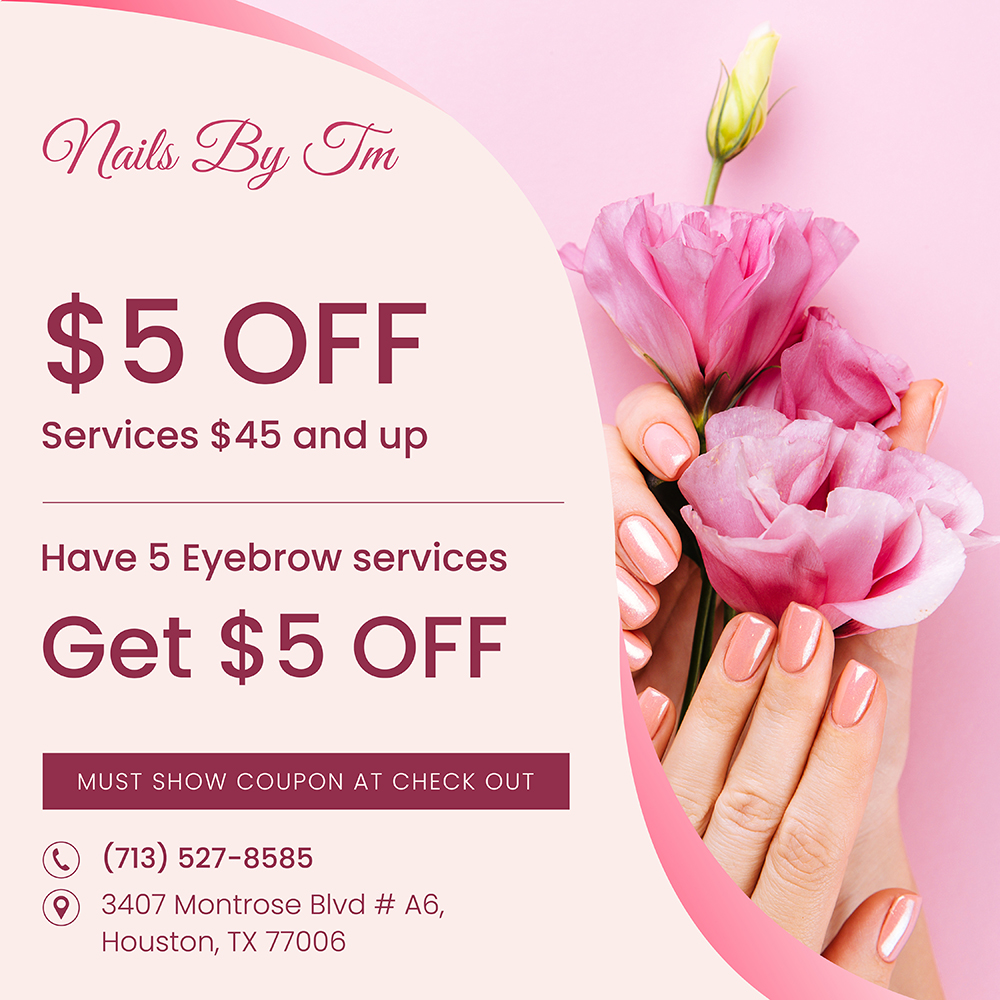 Nails By Tm
$5 OFF
Services $45 and up
Have 5 Eyebrow services
Get $5 OFF
MUST SHOW COUPON AT CHECK OUT
(713) 527-8585
3407 Montrose Blvd # A6,
Houston, TX 77006